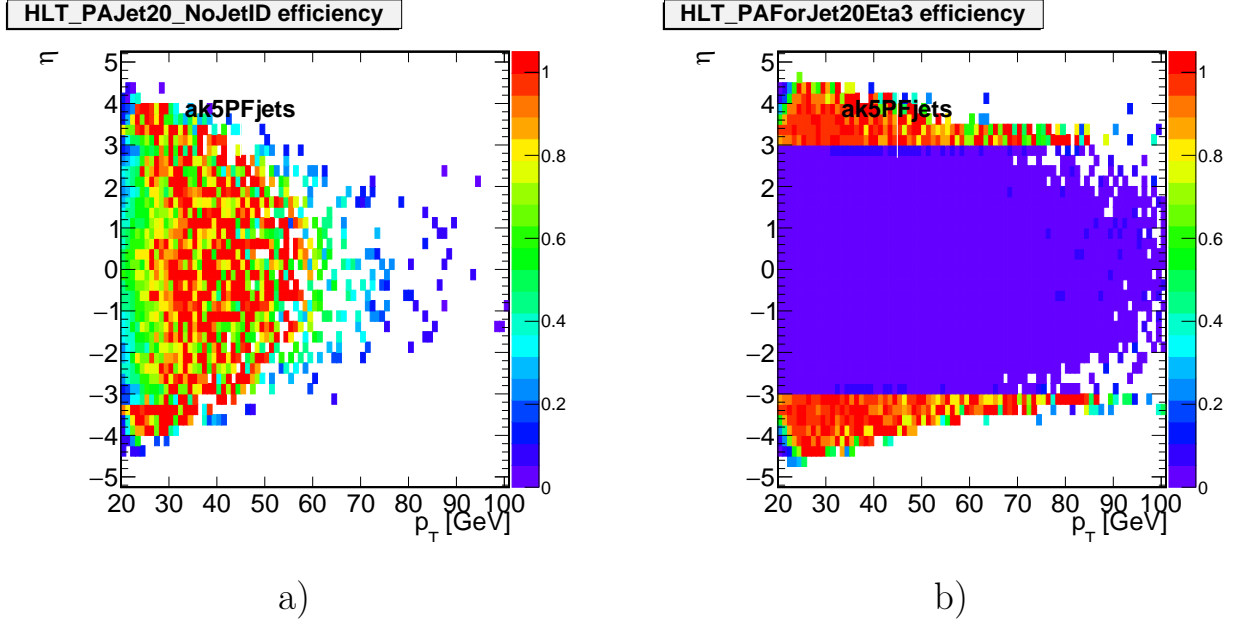 HLT_PAJet20_NoJetID efficiency
η
5
4
3
2
1
0
−1
−2
−3
−4
−5
ak5PFjets
20 30 40 50 60 70 80 90 100
p_T [GeV]
1
0.8
0.6
0.4
0.2
0
a)
HLT_PAForJet20Eta3 efficiency
η
5
4
3
2
1
0
−1
−2
−3
−4
−5
ak5PFjets
20 30 40 50 60 70 80 90 100
p_T [GeV]
1
0.8
0.6
0.4
0.2
0
b)